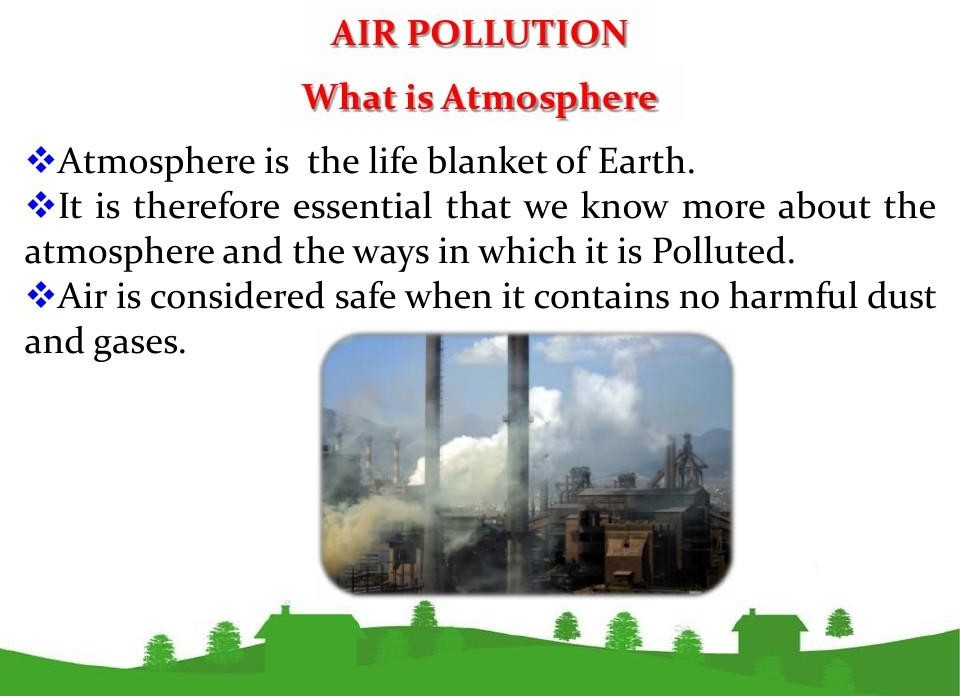 AIR POLLUTION
What is Atmosphere
❖Atmosphere is  the life blanket of Earth.
❖It is therefore essential that we know more about the
atmosphere and the ways in which it is Polluted.
❖Air is considered safe when it contains no harmful dust
and gases.